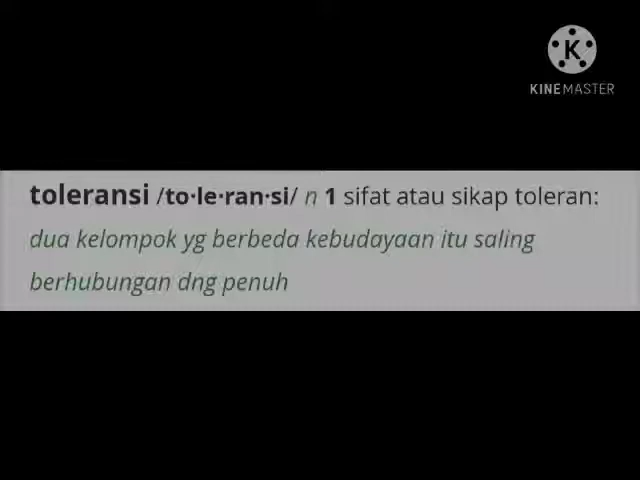 K
KINEMASTER
toleransi /to·le·ran·si/ n 1 sifat atau sikap toleran:
dua kelompok yg berbeda kebudayaan itu saling
berhubungan dng penuh